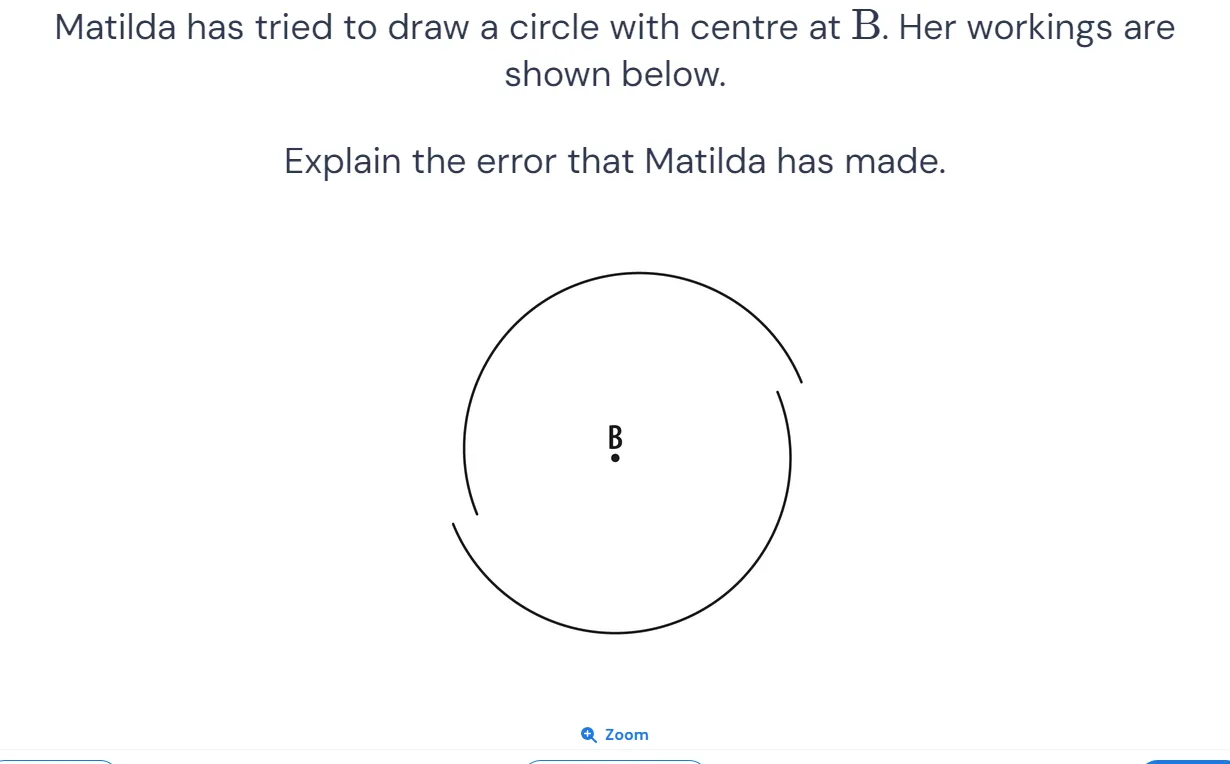 Matilda has tried to draw a circle with centre at B. Her workings are
shown below.
Explain the error that Matilda has made.
B
Zoom